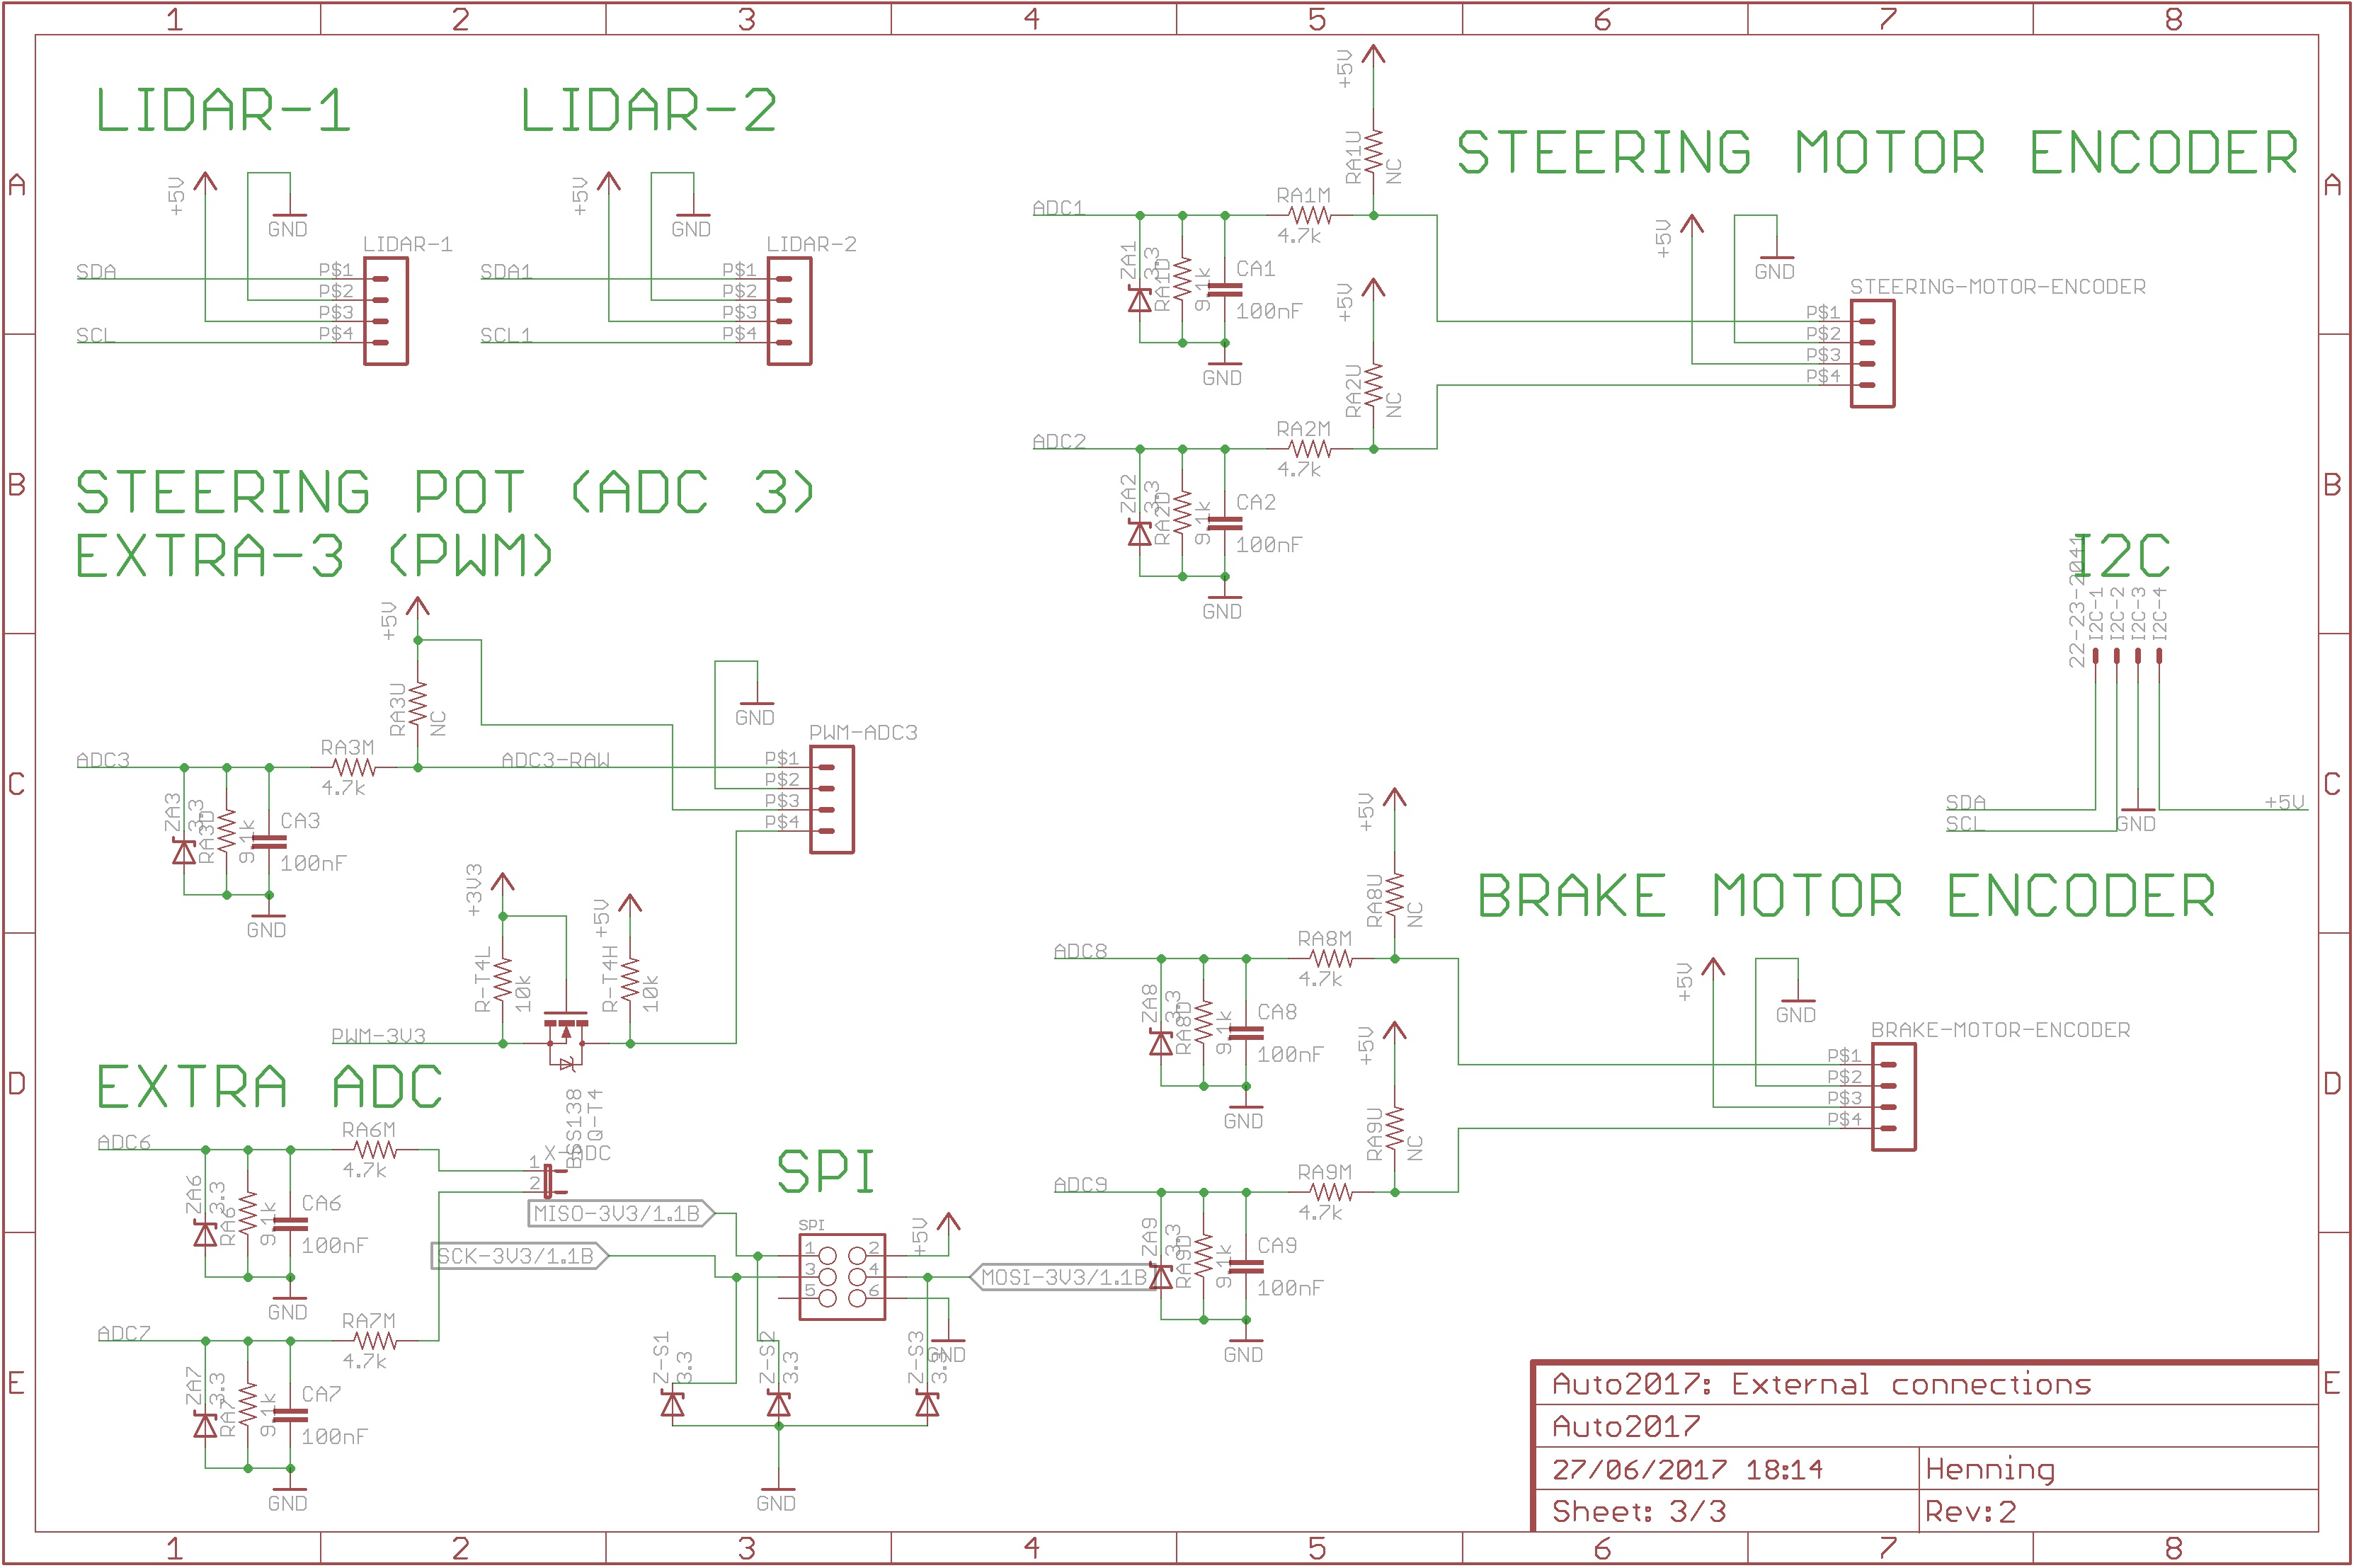 1 2 3 4 5 6 7 8
A
B
C
D
E
A
B
C
D
E
LIDAR-1
+5V
GND
LIDAR-1
SDA
P$1
P$2
P$3
SCL
P$4
LIDAR-2
+5V
GND
LIDAR-2
SDA1
P$1
P$2
P$3
SCL1
P$4
STEERING MOTOR ENCODER
+5V
RA1U
NC
ADC1
RA1M
4.7k
ZA1
3.3
RA1D
9.1k
CA1
100nF
GND
+5V
RA2U
NC
ADC2
RA2M
4.7k
ZA2
3.3
RA2D
9.1k
CA2
100nF
GND
+5V
GND
STEERING-MOTOR-ENCODER
P$1
P$2
P$3
P$4
STEERING POT (ADC 3)
EXTRA-3 (PWM)
+5V
RA3U
NC
GND
PWM-ADC3
ADC3
RA3M
4.7k
ADC3-RAW
P$1
P$2
P$3
P$4
ZA3
3.3
RA3D
9.1k
CA3
100nF
GND
+3V3
+5V
R-T4L
10k
R-T4H
10k
PWM-3V3
BSS138
Q-T4
I2C
22-23-2041
I2C-1
I2C-2
I2C-3
I2C-4
SDA
SCL
GND
+5V
BRAKE MOTOR ENCODER
+5V
RA8U
NC
ADC8
RA8M
4.7k
ZA8
3.3
RA8D
9.1k
CA8
100nF
GND
+5V
RA9U
NC
ADC9
RA9M
4.7k
ZA9
3.3
RA9D
9.1k
CA9
100nF
GND
+5V
GND
BRAKE-MOTOR-ENCODER
P$1
P$2
P$3
P$4
EXTRA ADC
ADC6
RA6M
4.7k
X-ADC
1
2
ZA6
3.3
RA6
9.1k
CA6
100nF
GND
ADC7
RA7M
4.7k
ZA7
3.3
RA7
9.1k
CA7
100nF
GND
SPI
MISO-3V3/1.1B
SCK-3V3/1.1B
SPI
1 2
3 4
5 6
+5V
MOSI-3V3/1.1B
GND
Z-S1
3.3
Z-S2
3.3
Z-S3
3.3
GND
Auto2017: External connections
Auto2017
27/06/2017 18:14
Henning
Sheet: 3/3
Rev:2
1 2 3 4 5 6 7 8